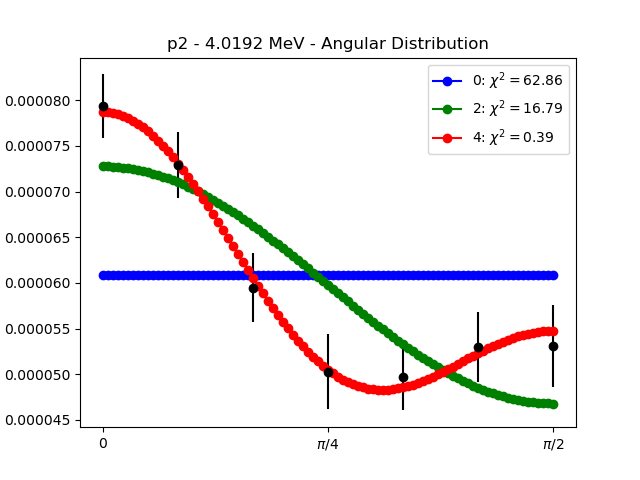 p2 - 4.0192 MeV - Angular Distribution
0: χ² = 62.86
2: χ² = 16.79
4: χ² = 0.39
0.000080
0.000075
0.000070
0.000065
0.000060
0.000055
0.000050
0.000045
0 π/4 π/2